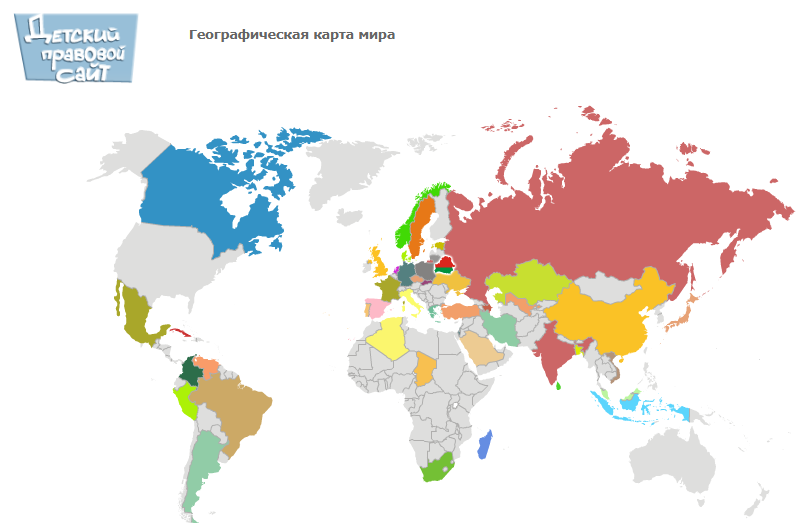 Детский
правовой
сайт
Географическая карта мира